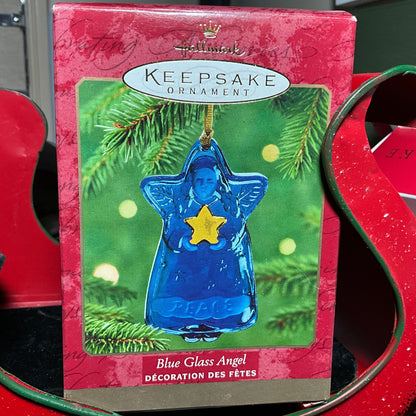 Hallmark
KEEPSAKE
ORNAMENT
PEACE
Blue Glass Angel
DÉCORATION DES FÊTES